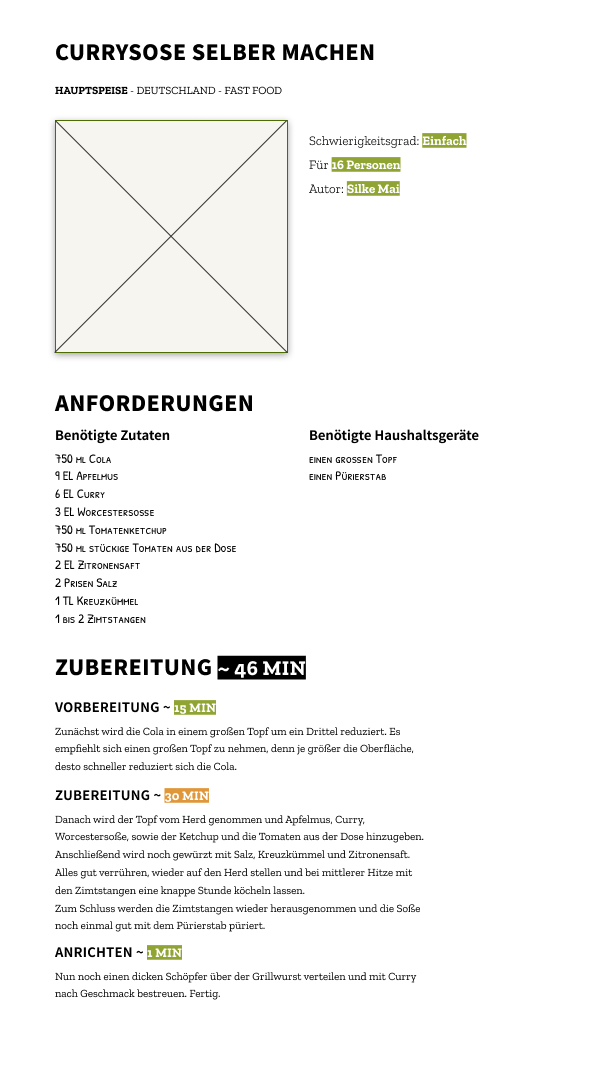 CURRYSOSE SELBER MACHEN
HAUPTSPEISE - DEUTSCHLAND - FAST FOOD
Schwierigkeitsgrad: Einfach
Für 16 Personen
Autor: Silke Mai
ANFORDERUNGEN
Benötigte Zutaten
750 ml Cola
9 EL Apfelmus
6 EL Curry
3 EL Worcestersosse
750 ml Tomatenketchup
750 ml stückige Tomaten aus der Dose
2 EL Zitronensaft
2 Prisen Salz
1 TL Kreuzkümmel
1 bis 2 Zimtstangen
Benötigte Haushaltsgeräte
einen grossen Topf
einen Pürierstab
ZUBEREITUNG ~ 46 MIN
VORBEREITUNG ~ 15 MIN
Zunächst wird die Cola in einem großen Topf um ein Drittel reduziert. Es
empfiehlt sich einen großen Topf zu nehmen, denn je größer die Oberfläche,
desto schneller reduziert sich die Cola.
ZUBEREITUNG ~ 30 MIN
Danach wird der Topf vom Herd genommen und Apfelmus, Curry,
Worcestersoße, sowie der Ketchup und die Tomaten aus der Dose hinzugeben.
Anschließend wird noch gewürzt mit Salz, Kreuzkümmel und Zitronensaft.
Alles gut verrühren, wieder auf den Herd stellen und bei mittlerer Hitze mit
den Zimtstangen eine knappe Stunde köcheln lassen.
Zum Schluss werden die Zimtstangen wieder herausgenommen und die Soße
noch einmal gut mit dem Pürierstab püriert.
ANRICHTEN ~ 1 MIN
Nun noch einen dicken Schöpfer über der Grillwurst verteilen und mit Curry
nach Geschmack bestreuen. Fertig.